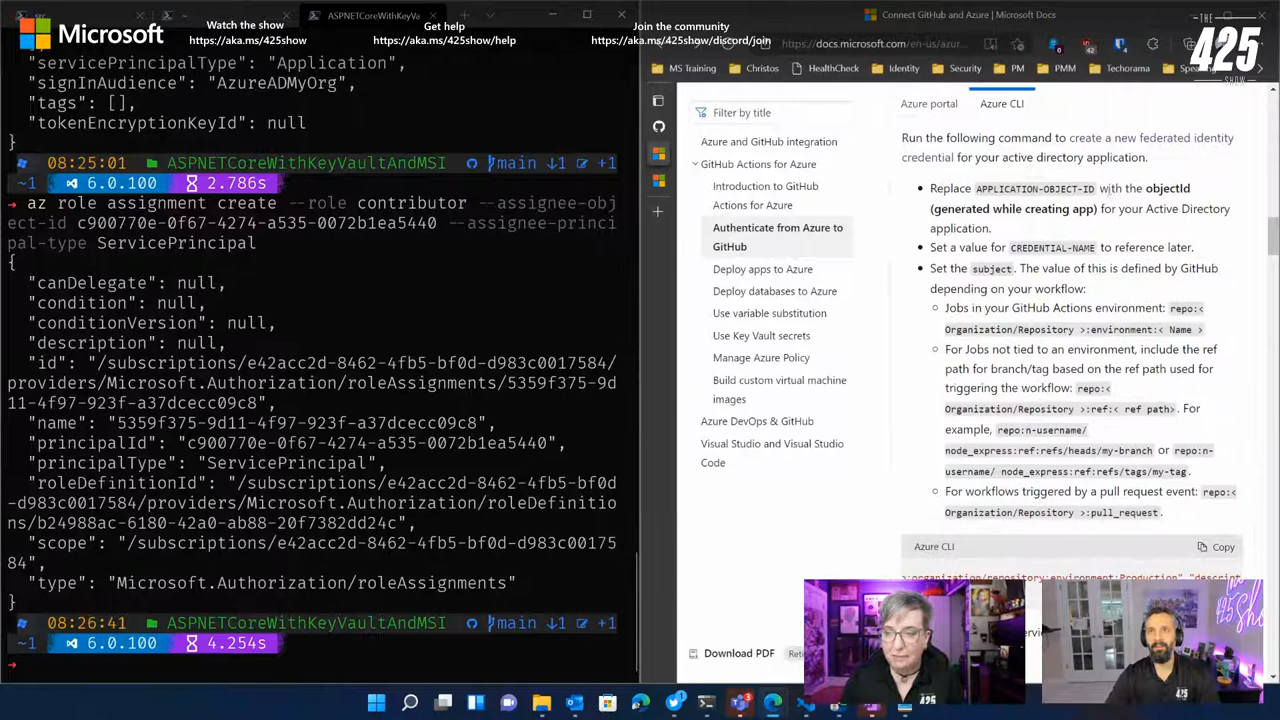 ASPNETCoreWithKeyVa
Connect GitHub and Azure | Microsoft Docs
Microsoft
Watch the show
https://aka.ms/425show
Get help
https://aka.ms/425show/help
Join the community
https://aka.ms/425show/discord/join
THE
425
SHOW
"servicePrincipalType": "Application",
"signInAudience": "AzureADMyOrg",
"tags": [],
"tokenEncryptionKeyId": null
}
08:25:01 ASPNETCoreWithKeyVaultAndMSI main ↓1 +1
~1 6.0.100 2.786s
→ az role assignment create --role contributor --assignee-obj
ect-id c900770e-0f67-4274-a535-0072b1ea5440 --assignee-princi
pal-type ServicePrincipal
{
"canDelegate": null,
"condition": null,
"conditionVersion": null,
"description": null,
"id": "/subscriptions/e42acc2d-8462-4fb5-bf0d-d983c0017584/
providers/Microsoft.Authorization/roleAssignments/5359f375-9d
11-4f97-923f-a37dcecc09c8",
"name": "5359f375-9d11-4f97-923f-a37dcecc09c8",
"principalId": "c900770e-0f67-4274-a535-0072b1ea5440",
"principalType": "ServicePrincipal",
"roleDefinitionId": "/subscriptions/e42acc2d-8462-4fb5-bf0d
-d983c0017584/providers/Microsoft.Authorization/roleDefinitio
ns/b24988ac-6180-42a0-ab88-20f7382dd24c",
"scope": "/subscriptions/e42acc2d-8462-4fb5-bf0d-d983c00175
84",
"type": "Microsoft.Authorization/roleAssignments"
}
08:26:41 ASPNETCoreWithKeyVaultAndMSI main ↓1 +1
~1 6.0.100 4.254s
→
https://docs.microsoft.com/en-us/azur...
MS Training Christos HealthCheck Identity Security PM PMM Techorama
Filter by title
Azure and GitHub integration
GitHub Actions for Azure
Introduction to GitHub
Actions for Azure
Authenticate from Azure to
GitHub
Deploy apps to Azure
Deploy databases to Azure
Use variable substitution
Use Key Vault secrets
Manage Azure Policy
Build custom virtual machine
images
Azure DevOps & GitHub
Visual Studio and Visual Studio
Code
Download PDF
Azure portal Azure CLI
Run the following command to create a new federated identity
credential for your active directory application.
Replace APPLICATION-OBJECT-ID with the objectId
(generated while creating app) for your Active Directory
application.
Set a value for CREDENTIAL-NAME to reference later.
Set the subject. The value of this is defined by GitHub
depending on your workflow:
Jobs in your GitHub Actions environment: repo:<
Organization/Repository >:environment:< Name >
For Jobs not tied to an environment, include the ref
path for branch/tag based on the ref path used for
triggering the workflow: repo:<
Organization/Repository >:ref:< ref path>. For
example, repo:n-username/
node_express:ref:refs/heads/my-branch or repo:n-
username/ node_express:ref:refs/tags/my-tag.
For workflows triggered by a pull request event: repo:<
Organization/Repository >:pull_request.
Azure CLI Copy
425
425